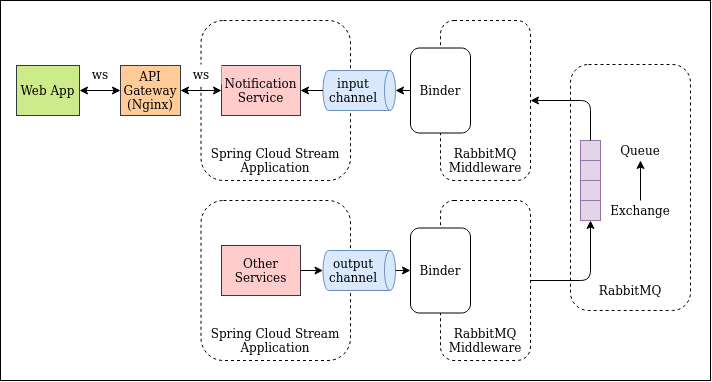 Web App
ws
API
Gateway
(Nginx)
ws
Notification
Service
input
channel
Binder
Spring Cloud Stream
Application
RabbitMQ
Middleware
Queue
Exchange
RabbitMQ
Other
Services
output
channel
Binder
Spring Cloud Stream
Application
RabbitMQ
Middleware